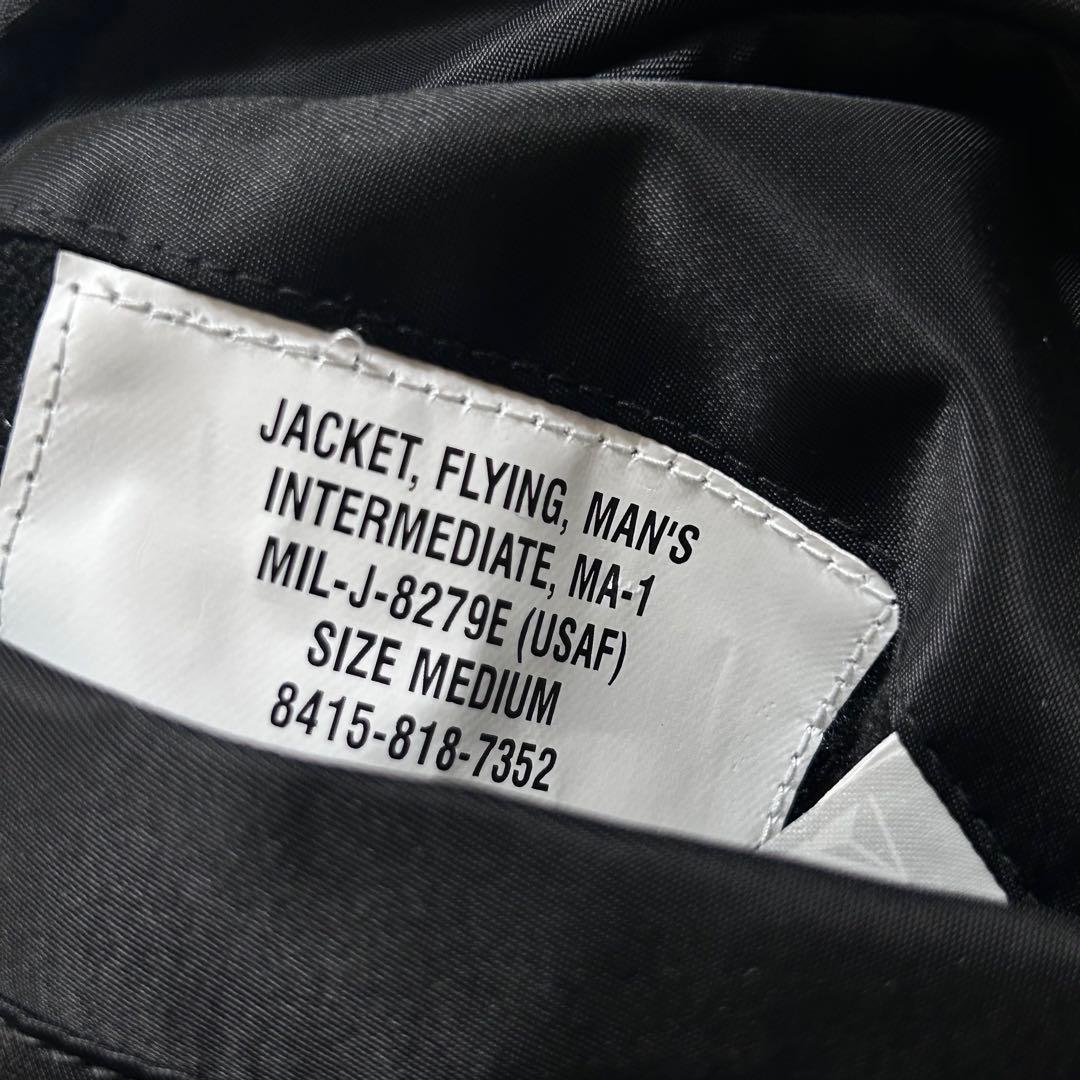 JACKET, FLYING, MAN'S
INTERMEDIATE, MA-1
MIL-J-8279E (USAF)
SIZE MEDIUM
8415-818-7352